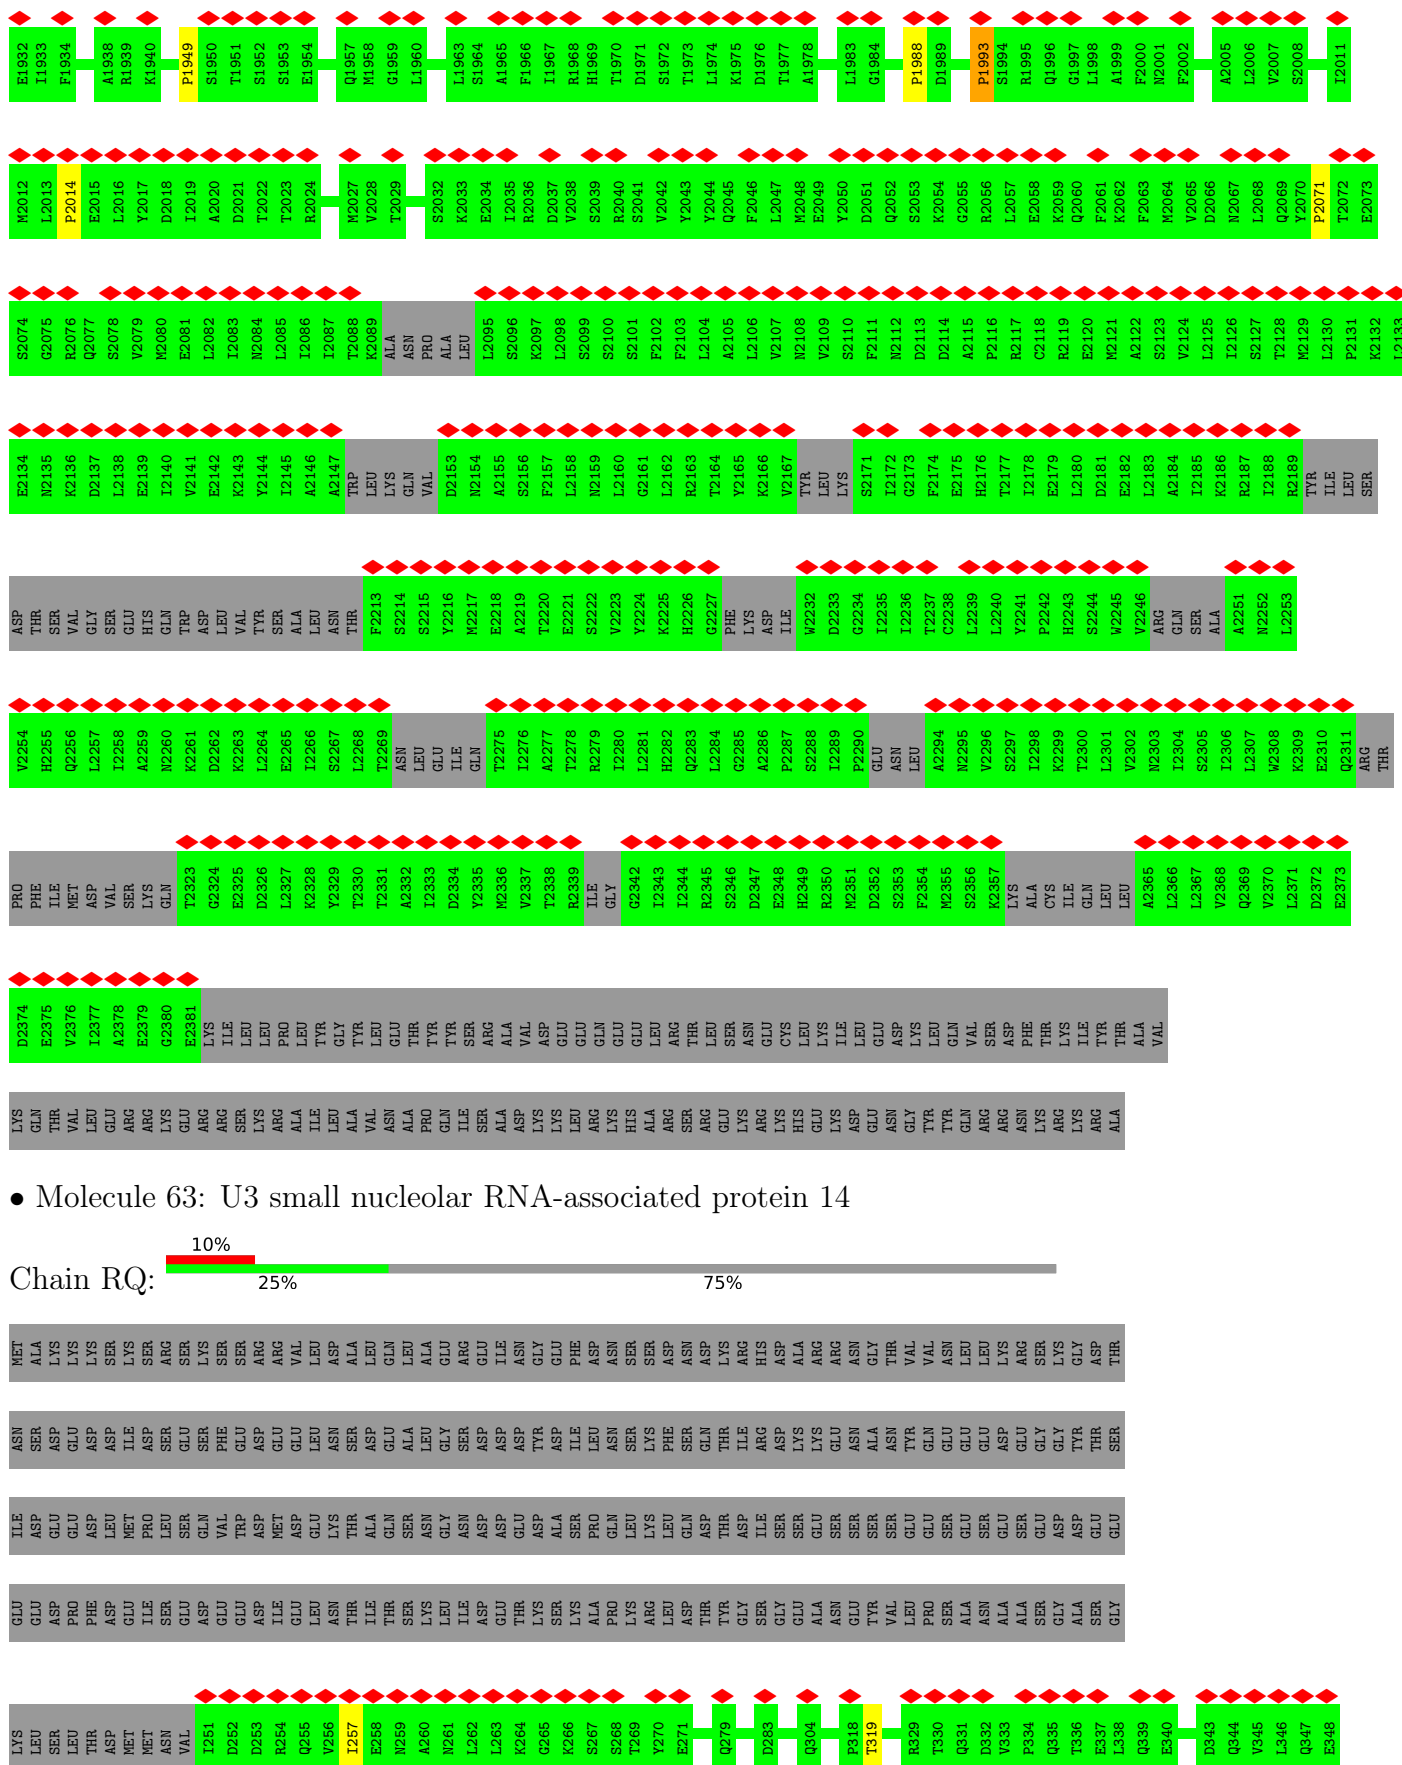 E1932 I1933 F1934 A1938 R1939 K1940 P1949 S1950 T1951 S1952 S1953 E1954 Q1957 M1958 G1959 L1960 L1963 S1964 A1965 F1966 I1967 R1968 H1969 T1970 D1971 S1972 T1973 L1974 K1975 D1976 T1977 A1978 L1983 G1984 P1988 D1989 P1993 S1994 R1995 Q1996 G1997 L1998 A1999 F2000 N2001 F2002 A2005 L2006 V2007 S2008 I2011
M2012 L2013 P2014 E2015 L2016 Y2017 D2018 I2019 A2020 D2021 T2022 T2023 R2024 M2027 V2028 T2029 S2032 K2033 E2034 I2035 R2036 D2037 V2038 S2039 R2040 S2041 V2042 Y2043 Y2044 Q2045 F2046 L2047 M2048 E2049 Y2050 D2051 Q2052 S2053 K2054 G2055 R2056 L2057 E2058 K2059 Q2060 F2061 K2062 F2063 M2064 V2065 D2066 N2067 L2068 Q2069 Y2070 P2071 T2072 E2073
S2074 G2075 R2076 Q2077 S2078 V2079 M2080 E2081 L2082 I2083 N2084 L2085 I2086 I2087 T2088 K2089 ALA ASN PRO ALA LEU L2095 S2096 K2097 L2098 S2099 S2100 S2101 F2102 F2103 L2104 A2105 L2106 V2107 N2108 V2109 S2110 F2111 N2112 D2113 D2114 A2115 P2116 R2117 C2118 R2119 E2120 M2121 A2122 S2123 V2124 L2125 I2126 S2127 T2128 M2129 L2130 P2131 K2132 L2133
E2134 N2135 K2136 D2137 L2138 E2139 I2140 V2141 E2142 K2143 Y2144 I2145 A2146 A2147 TRP LEU LYS GLN VAL D2153 N2154 A2155 S2156 F2157 L2158 N2159 L2160 G2161 L2162 R2163 T2164 Y2165 K2166 V2167 TYR LEU LYS S2171 I2172 G2173 F2174 E2175 H2176 T2177 I2178 E2179 L2180 D2181 E2182 L2183 A2184 I2185 K2186 R2187 I2188 R2189 TYR ILE LEU SER
ASP THR SER VAL GLY SER GLU HIS GLN TRP ASP LEU VAL TYR SER ALA LEU ASN THR F2213 S2214 S2215 Y2216 M2217 E2218 A2219 T2220 E2221 S2222 V2223 Y2224 K2225 H2226 G2227 PHE LYS ASP ILE W2232 D2233 G2234 I2235 I2236 T2237 C2238 L2239 L2240 Y2241 P2242 H2243 S2244 W2245 V2246 ARG GLN SER ALA A2251 N2252 L2253
V2254 H2255 Q2256 L2257 I2258 A2259 N2260 K2261 D2262 K2263 L2264 E2265 I2266 S2267 L2268 T2269 ASN LEU GLU ILE GLN T2275 I2276 A2277 T2278 R2279 I2280 L2281 H2282 Q2283 L2284 G2285 A2286 P2287 S2288 I2289 P2290 GLU ASN LEU A2294 N2295 V2296 S2297 I2298 K2299 T2300 L2301 V2302 N2303 I2304 S2305 I2306 L2307 W2308 K2309 E2310 Q2311 ARG THR
PRO PHE ILE MET ASP VAL SER LYS GLN T2323 G2324 E2325 D2326 L2327 K2328 Y2329 T2330 T2331 A2332 I2333 D2334 Y2335 M2336 V2337 T2338 R2339 ILE GLY G2342 I2343 I2344 R2345 S2346 D2347 E2348 H2349 R2350 M2351 D2352 S2353 F2354 M2355 S2356 K2357 LYS ALA CYS ILE GLN LEU LEU A2365 L2366 L2367 V2368 Q2369 V2370 L2371 D2372 E2373
D2374 E2375 V2376 I2377 A2378 E2379 G2380 E2381 LYS ILE LEU LEU PRO LEU TYR GLY TYR LEU GLU THR TYR TYR SER ARG ALA VAL ASP GLU GLU GLN GLU GLU LEU ARG THR LEU SER ASN GLU CYS LEU LYS ILE LEU GLU ASP LYS LEU GLN VAL SER ASP PHE THR LYS ILE TYR THR ALA VAL
LYS GLN THR VAL LEU GLU ARG ARG LYS GLU ARG ARG SER LYS ARG ALA ILE LEU ALA VAL ASN ALA PRO GLN ILE SER ALA ASP LYS LYS LEU ARG LYS HIS ALA ARG SER ARG GLU LYS ARG LYS HIS GLU LYS ASP GLU ASN GLY TYR TYR GLN ARG ARG ASN LYS ARG LYS ARG ALA
• Molecule 63: U3 small nucleolar RNA-associated protein 14
10%
Chain RQ:
25% 75%
MET ALA LYS LYS LYS SER LYS SER ARG SER LYS SER SER ARG ARG VAL LEU ASP ALA LEU GLN LEU ALA GLU ARG GLU ILE ASN GLY GLU PHE ASP ASN SER SER ASP ASN ASP LYS ARG HIS ASP ALA ARG ARG ASN GLY THR VAL VAL ASN LEU LEU LYS ARG SER LYS GLY ASP THR
ASN SER ASP GLU ASP ASP ILE ASP SER GLU SER PHE GLU ASP GLU GLU LEU ASN SER ASP GLU ALA LEU GLY SER ASP ASP ASP TYR ASP ILE LEU ASN SER LYS PHE SER GLN THR ILE ARG ASP LYS LYS GLU ASN ALA ASN TYR GLN GLU GLU GLU ASP GLU GLY GLY TYR THR SER
ILE ASP GLU GLU ASP LEU MET PRO LEU SER GLN VAL TRP ASP MET ASP GLU LYS THR ALA GLN SER ASN GLY ASN ASP ASP GLU ASP ALA SER PRO GLN LEU LYS LEU GLN ASP THR ASP ILE SER SER GLU SER SER SER SER GLU GLU SER GLU SER GLU SER GLU ASP ASP GLU GLU
GLU GLU ASP PRO PHE ASP GLU ILE SER GLU ASP GLU GLU ASP ILE GLU LEU ASN THR ILE THR SER LYS LEU ILE ASP GLU THR LYS SER LYS ALA PRO LYS ARG LEU ASP THR TYR GLY SER GLY GLU ALA ASN GLU TYR VAL LEU PRO SER ALA ASN ALA ALA SER GLY ALA SER GLY
LYS LEU SER LEU THR ASP MET MET ASN VAL I251 D252 D253 R254 Q255 V256 I257 E258 N259 A260 N261 L262 L263 K264 G265 K266 S267 S268 T269 Y270 E271 Q279 D283 Q304 P318 T319 R329 T330 Q331 D332 V333 P334 Q335 T336 E337 L338 Q339 E340 D343 Q344 V345 L346 Q347 E348